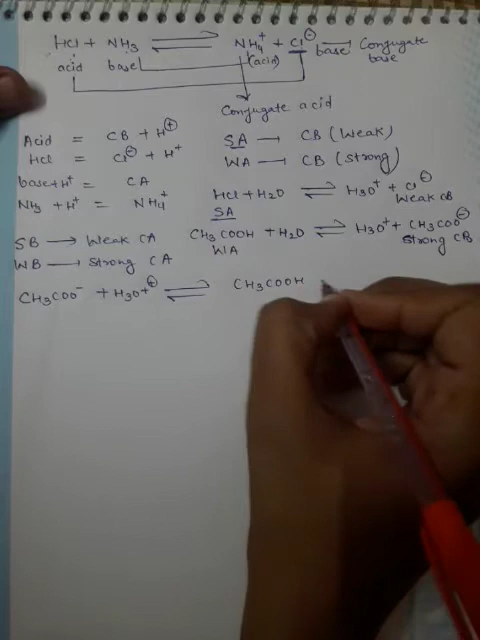 HCl + NH₃ ⇌ NH₄⁺ + Cl⊖ base → Conjugate base
acid base (acid)
Conjugate acid
Acid = CB + H⊕
HCl = Cl⊖ + H⁺
base + H⁺ = CA
NH₃ + H⁺ = NH₄⁺
SB → Weak CA
WB → Strong CA
SA → CB (Weak)
WA → CB (Strong)
HCl + H₂O ⇌ H₃O⁺ + Cl⊖
SA Weak CB
CH₃COOH + H₂O ⇌ H₃O⁺ + CH₃COO⊖
WA Strong CB
CH₃COO⁻ + H₃O+⊕ ⇌ CH₃COOH